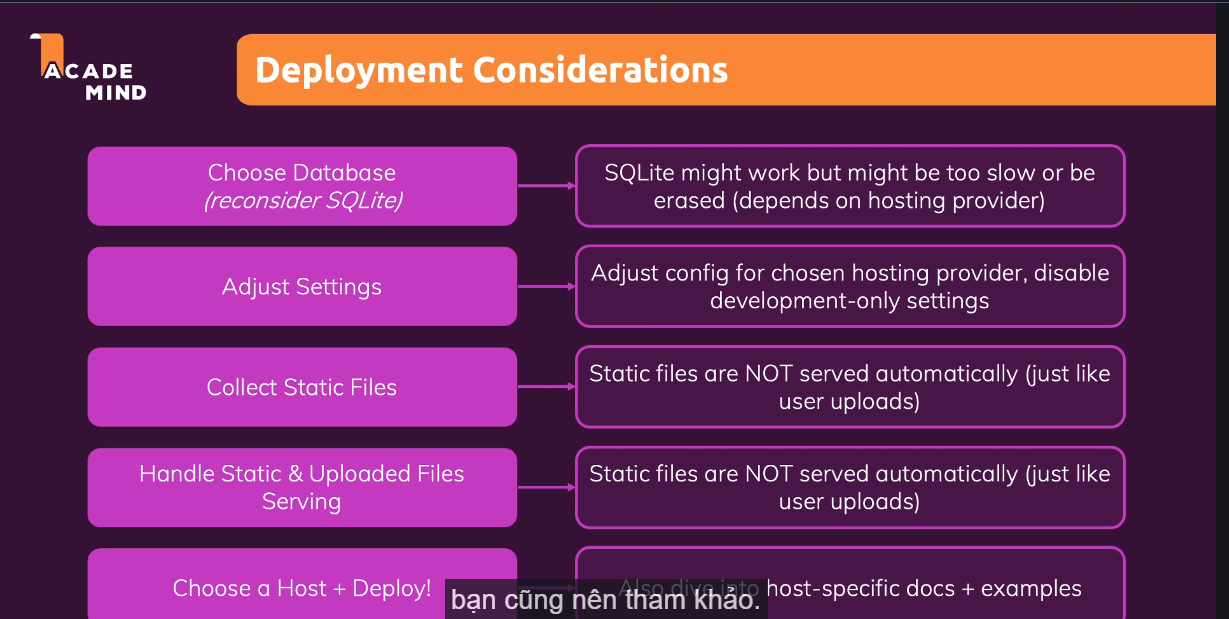 ACADE
MIND
Deployment Considerations
Choose Database
(reconsider SQLite)
SQLite might work but might be too slow or be
erased (depends on hosting provider)
Adjust Settings
Adjust config for chosen hosting provider, disable
development-only settings
Collect Static Files
Static files are NOT served automatically (just like
user uploads)
Handle Static & Uploaded Files
Serving
Static files are NOT served automatically (just like
user uploads)
Choose a Host + Deploy!
Also dive into host-specific docs + examples
bạn cũng nên tham khảo.